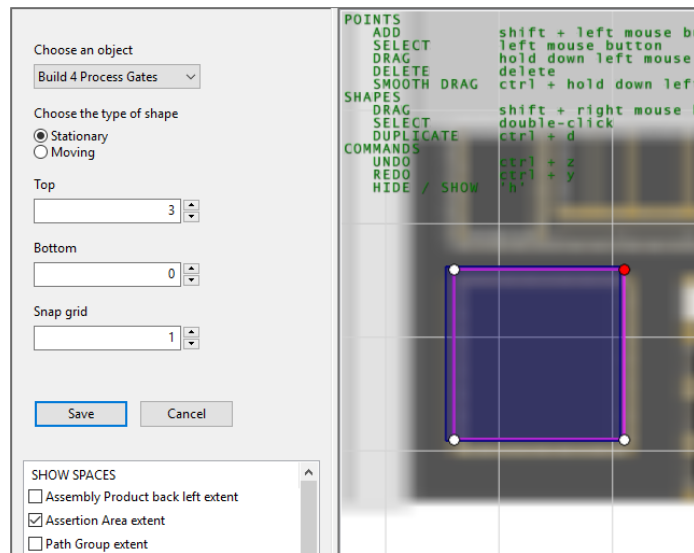 Choose an object
Build 4 Process Gates
Choose the type of shape
Stationary
Moving
Top
3
Bottom
0
Snap grid
1
Save
Cancel
SHOW SPACES
Assembly Product back left extent
Assertion Area extent
Path Group extent
POINTS
ADD shift + left mouse bu
SELECT left mouse button
DRAG hold down left mouse
DELETE delete
SMOOTH DRAG ctrl + hold down left
SHAPES
DRAG shift + right mouse
SELECT double-click
DUPLICATE ctrl + d
COMMANDS
UNDO ctrl + z
REDO ctrl + y
HIDE / SHOW 'h'